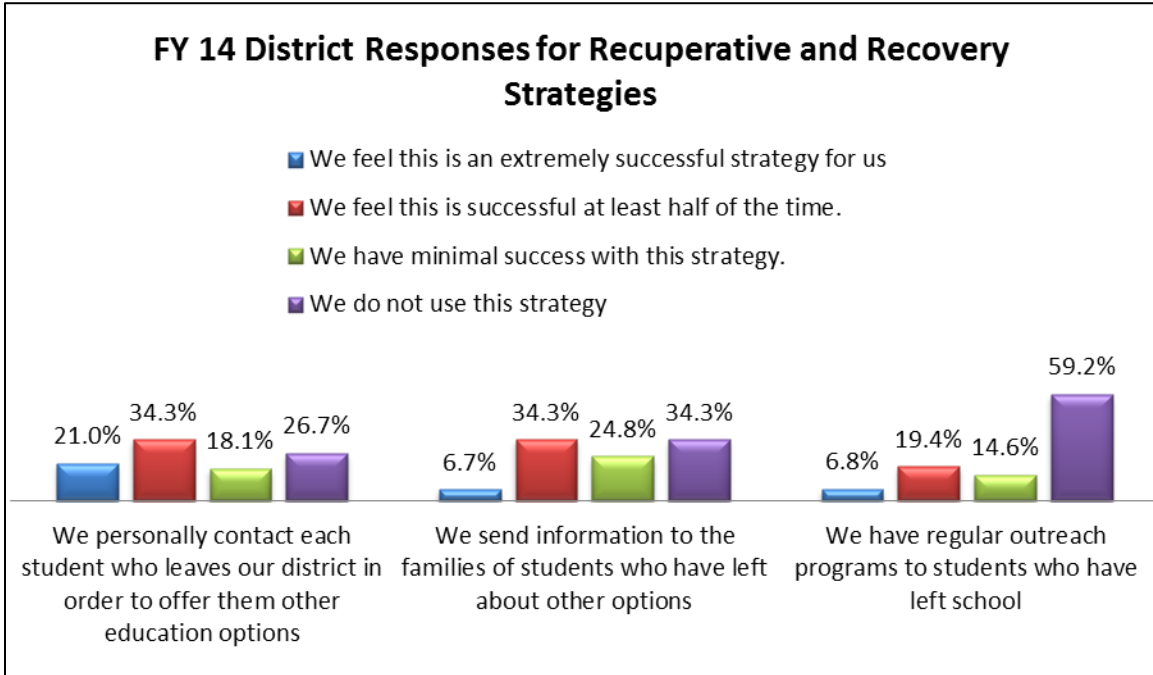 FY 14 District Responses for Recuperative and Recovery
Strategies
We feel this is an extremely successful strategy for us
We feel this is successful at least half of the time.
We have minimal success with this strategy.
We do not use this strategy
21.0%
34.3%
18.1%
26.7%
6.7%
34.3%
24.8%
34.3%
6.8%
19.4%
14.6%
59.2%
We personally contact each
student who leaves our district in
order to offer them other
education options
We send information to the
families of students who have left
about other options
We have regular outreach
programs to students who have
left school